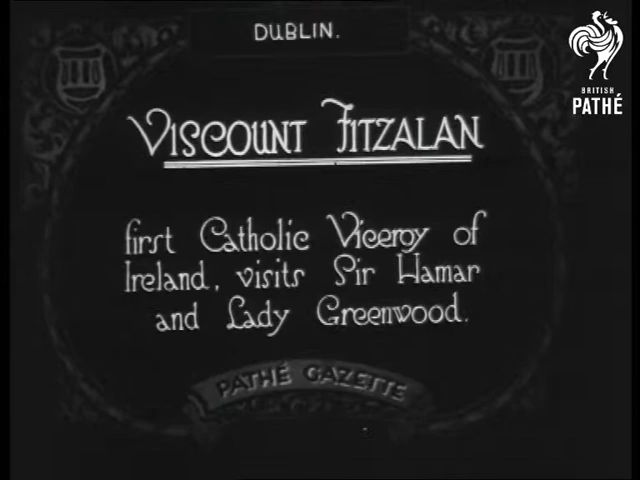 DUBLIN.
BRITISH
PATHÉ
VISCOUNT FITZALAN
first Catholic Viceroy of
Ireland, visits Sir Hamar
and Lady Greenwood.
PATHÉ GAZETTE